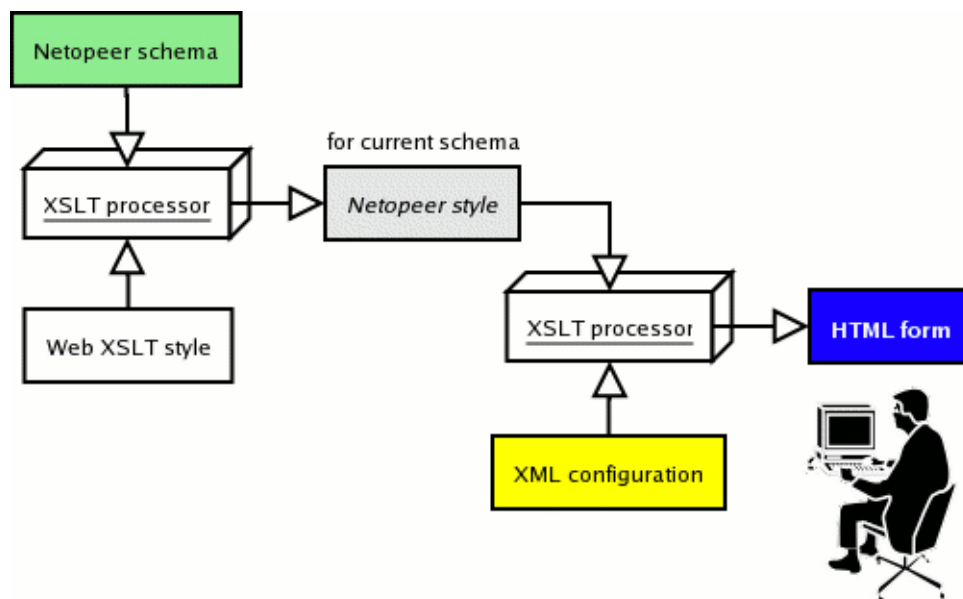 Netopeer schema
for current schema
XSLT processor
Netopeer style
Web XSLT style
XSLT processor
HTML form
XML configuration